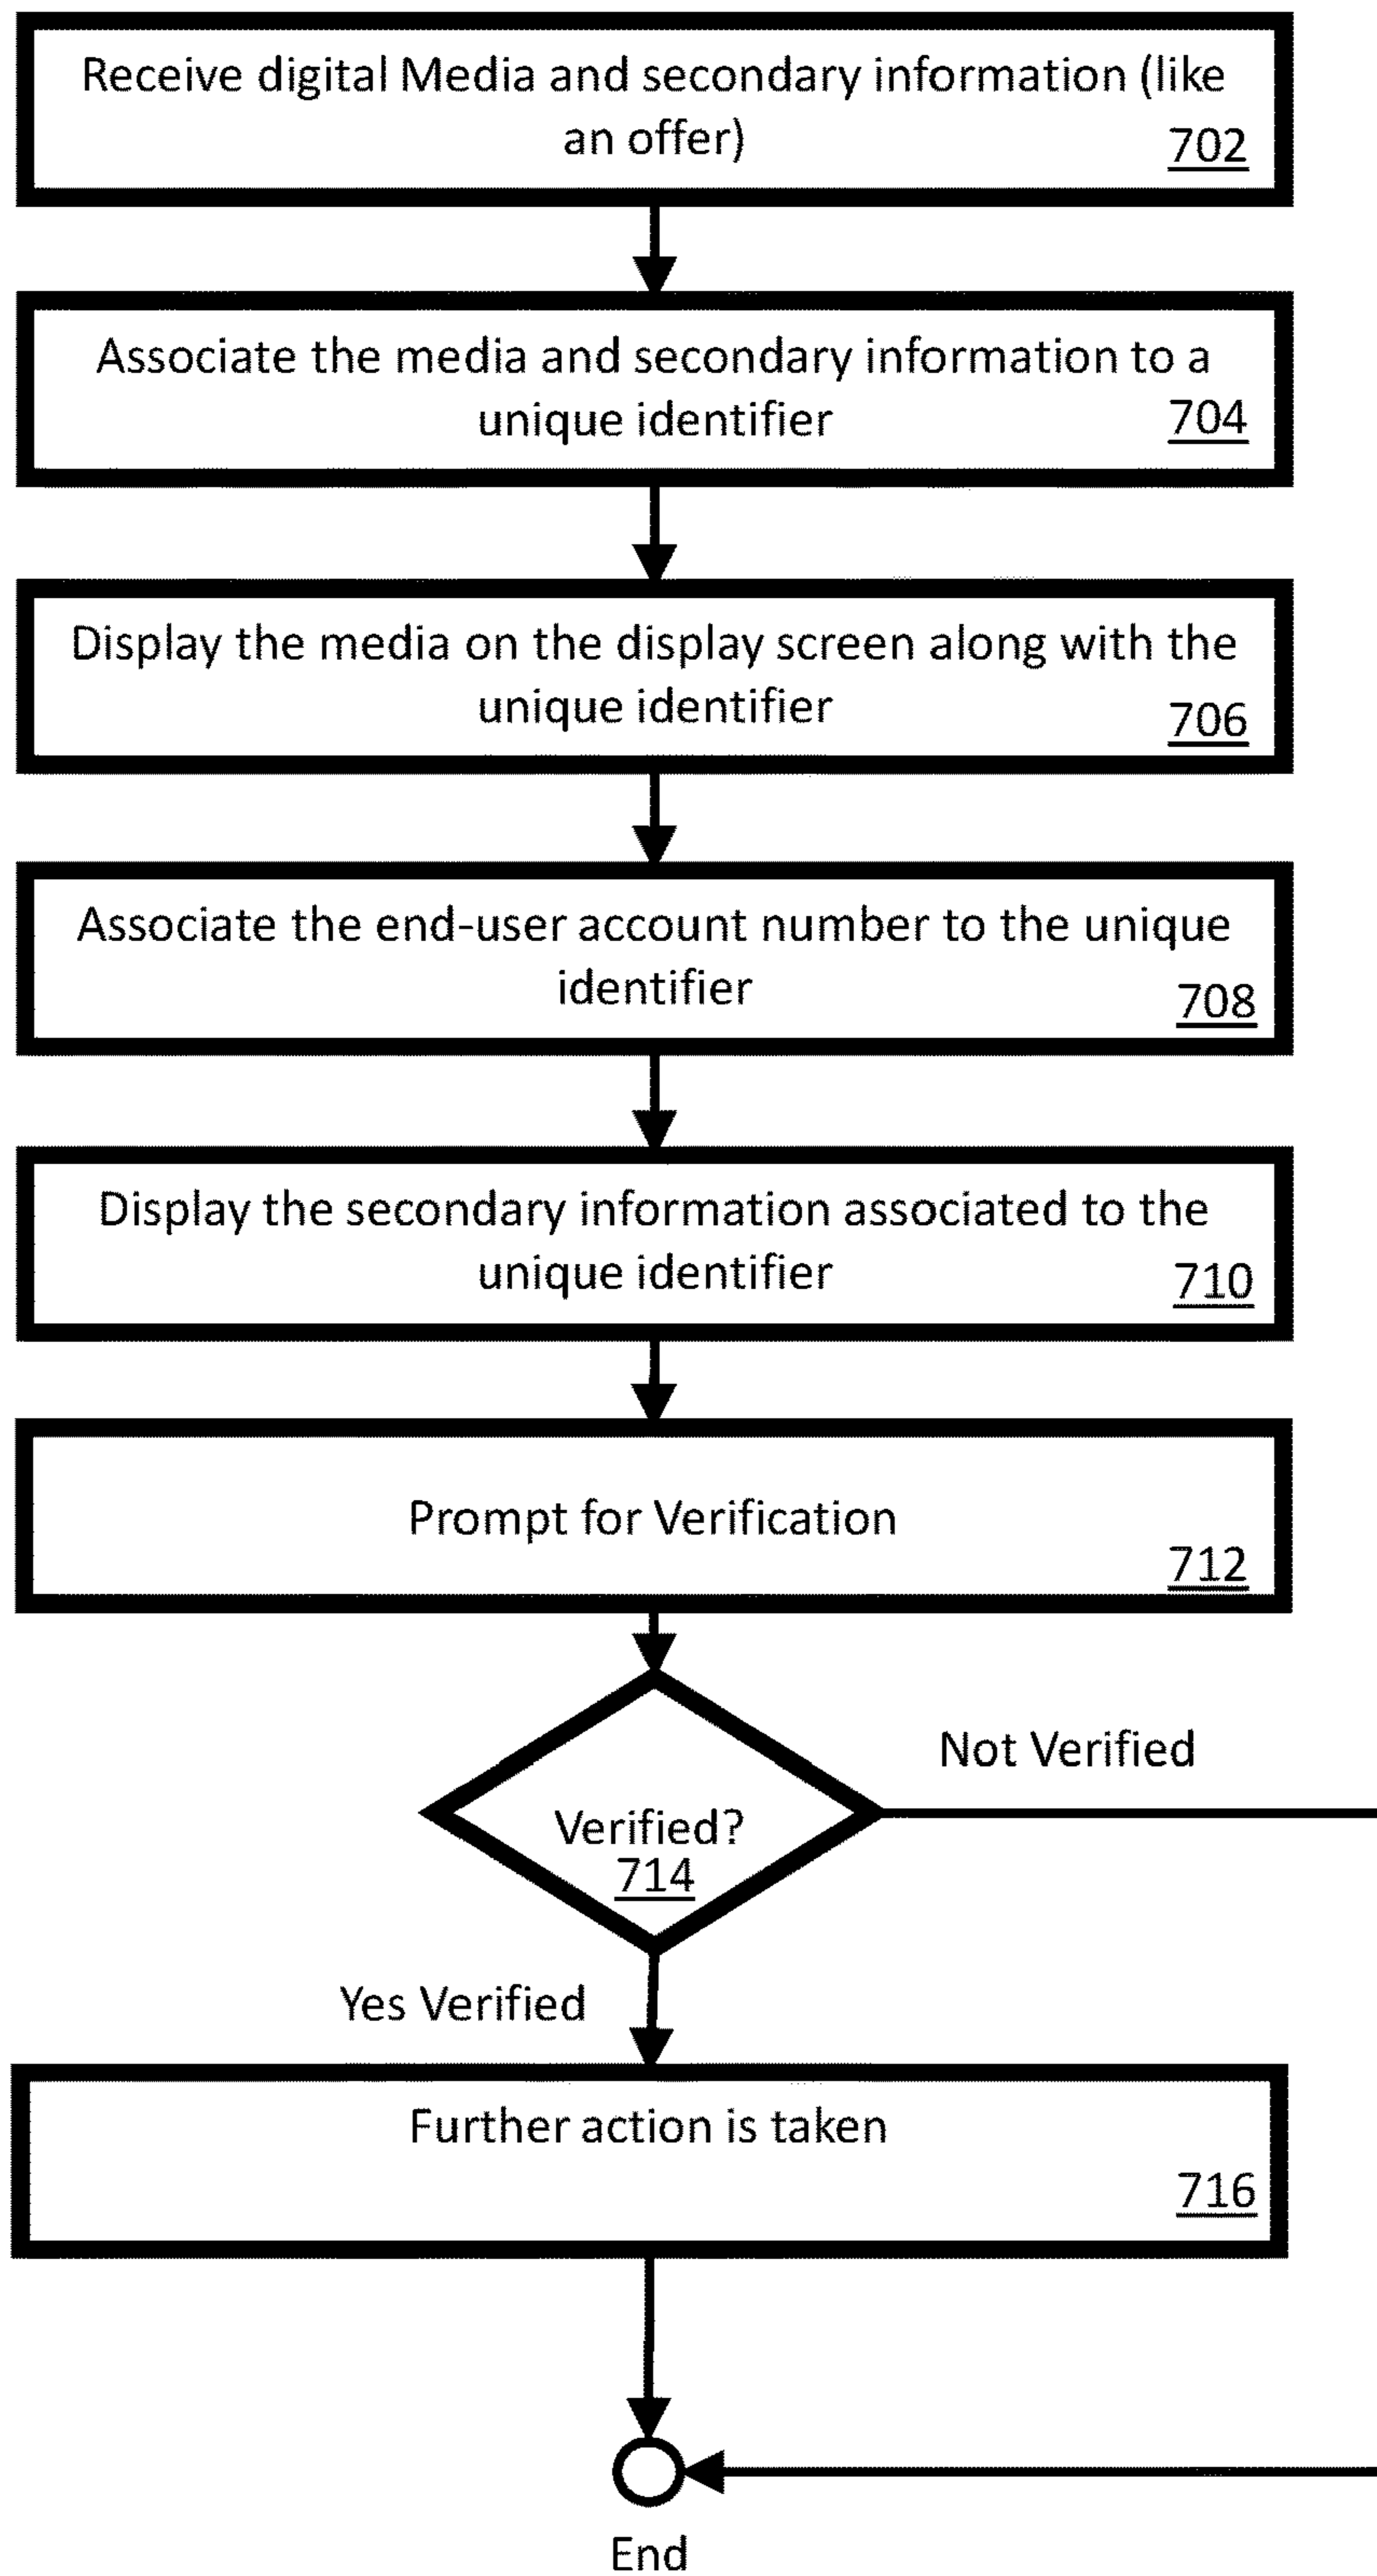 Receive digital Media and secondary information (like
an offer)
702
Associate the media and secondary information to a
unique identifier
704
Display the media on the display screen along with the
unique identifier
706
Associate the end-user account number to the unique
identifier
708
Display the secondary information associated to the
unique identifier
710
Prompt for Verification
712
Not Verified
Verified?
714
Yes Verified
Further action is taken
716
End